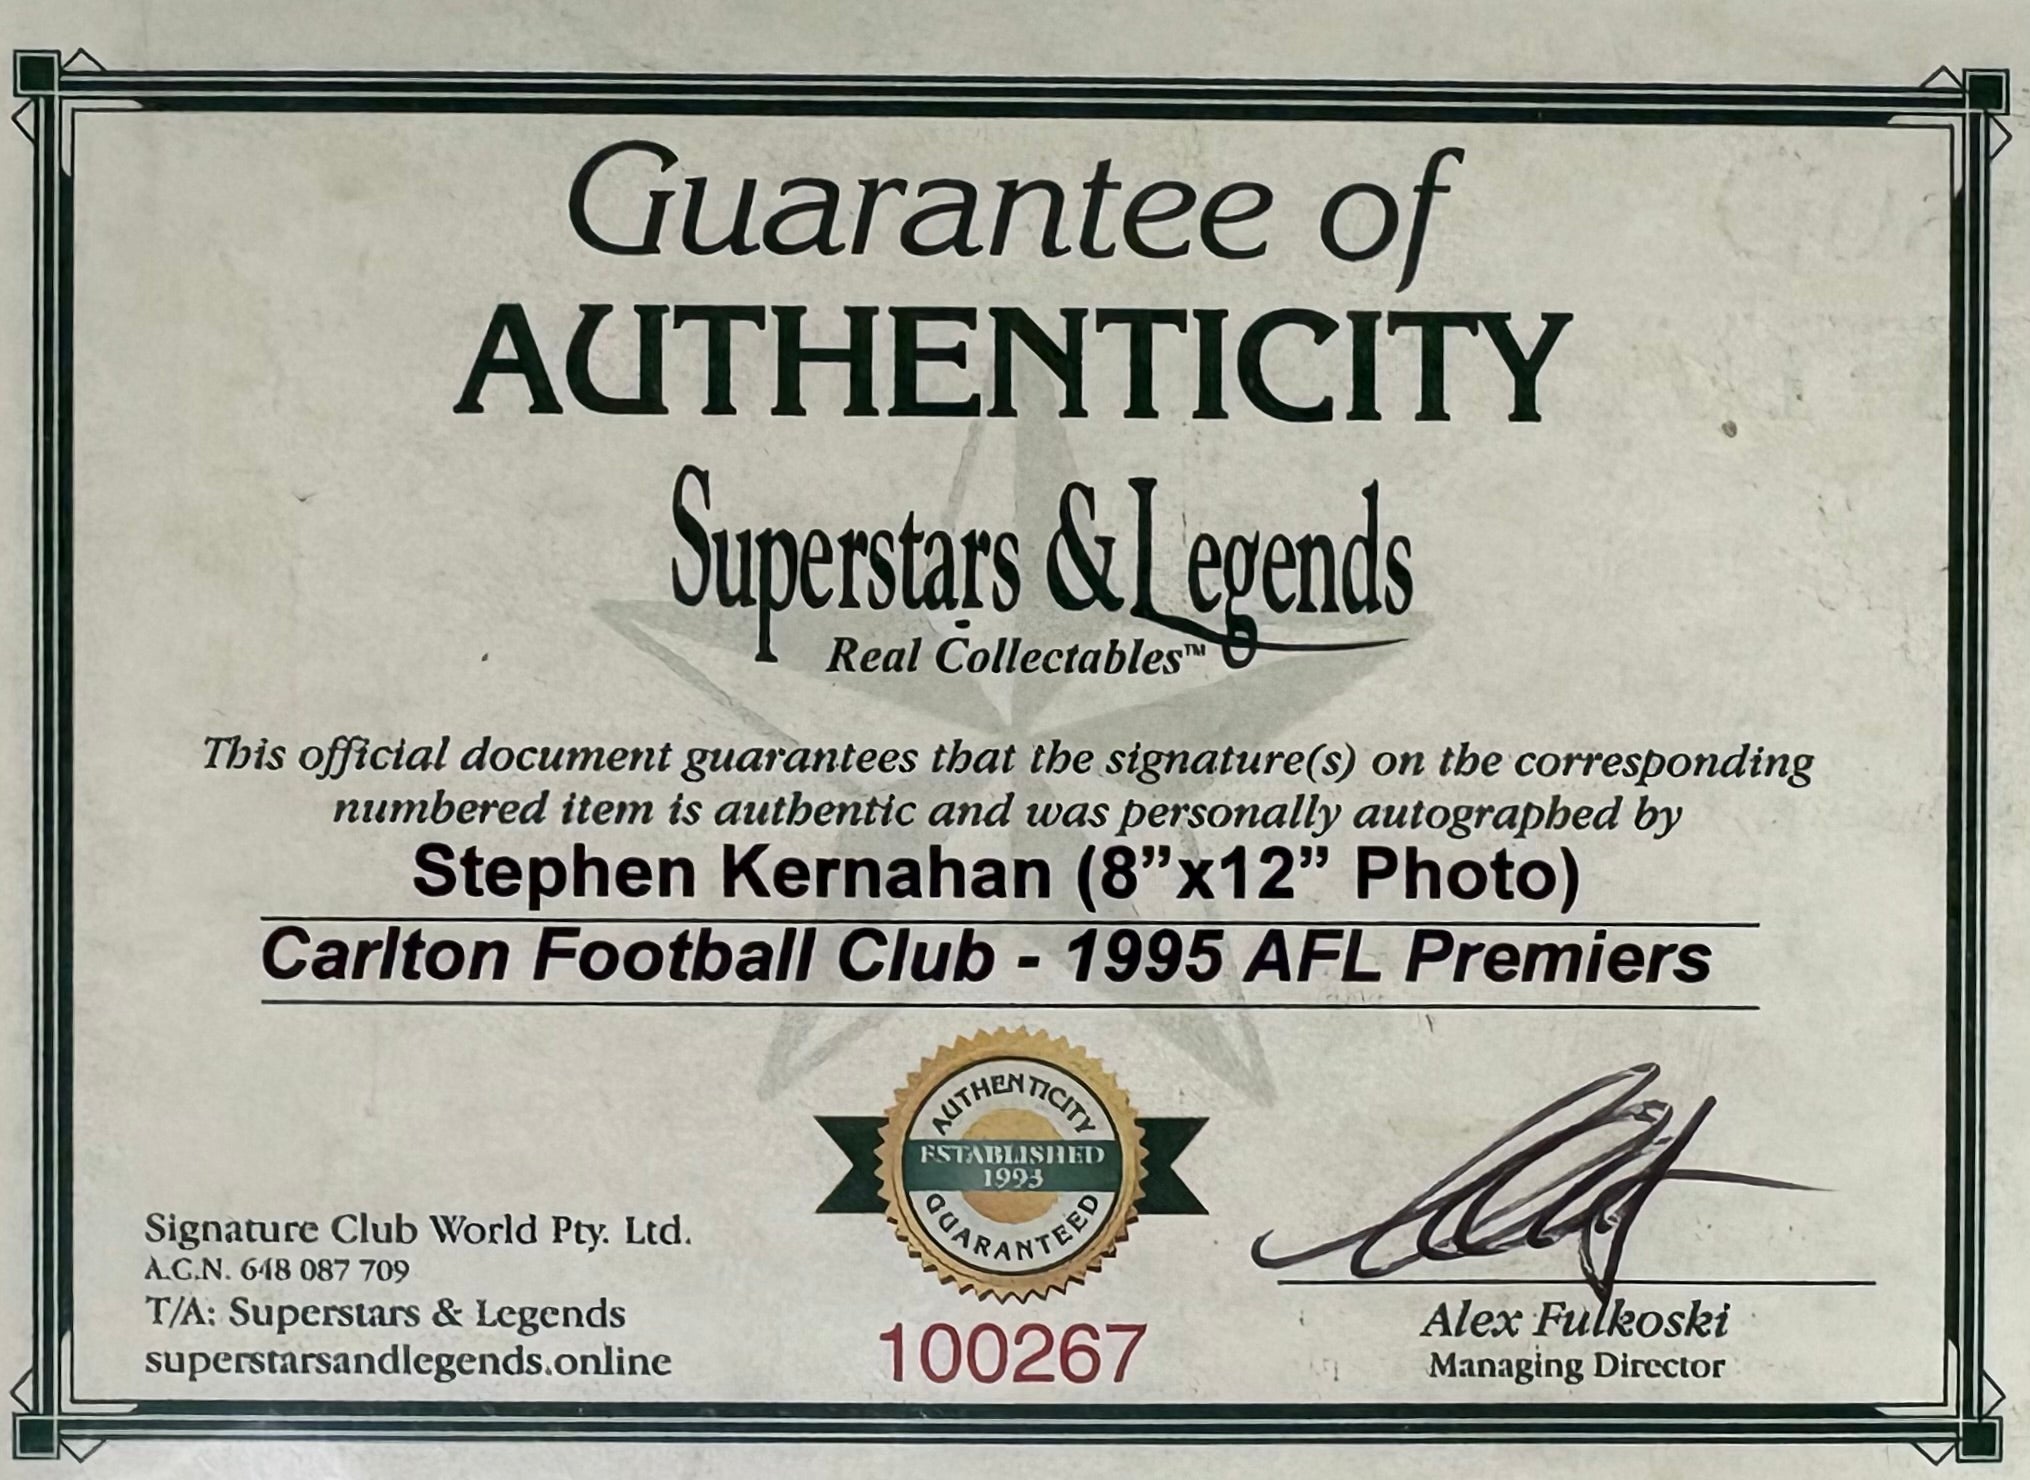 Guarantee of
AUTHENTICITY
Superstars & Legends
Real Collectables™
This official document guarantees that the signature(s) on the corresponding
numbered item is authentic and was personally autographed by
Stephen Kernahan (8”x12” Photo)
Carlton Football Club - 1995 AFL Premiers
AUTHENTICITY
ESTABLISHED
1993
GUARANTEED
Signature Club World Pty. Ltd.
A.C.N. 648 087 709
T/A: Superstars & Legends
superstarsandlegends.online
100267
Alex Fulkoski
Managing Director